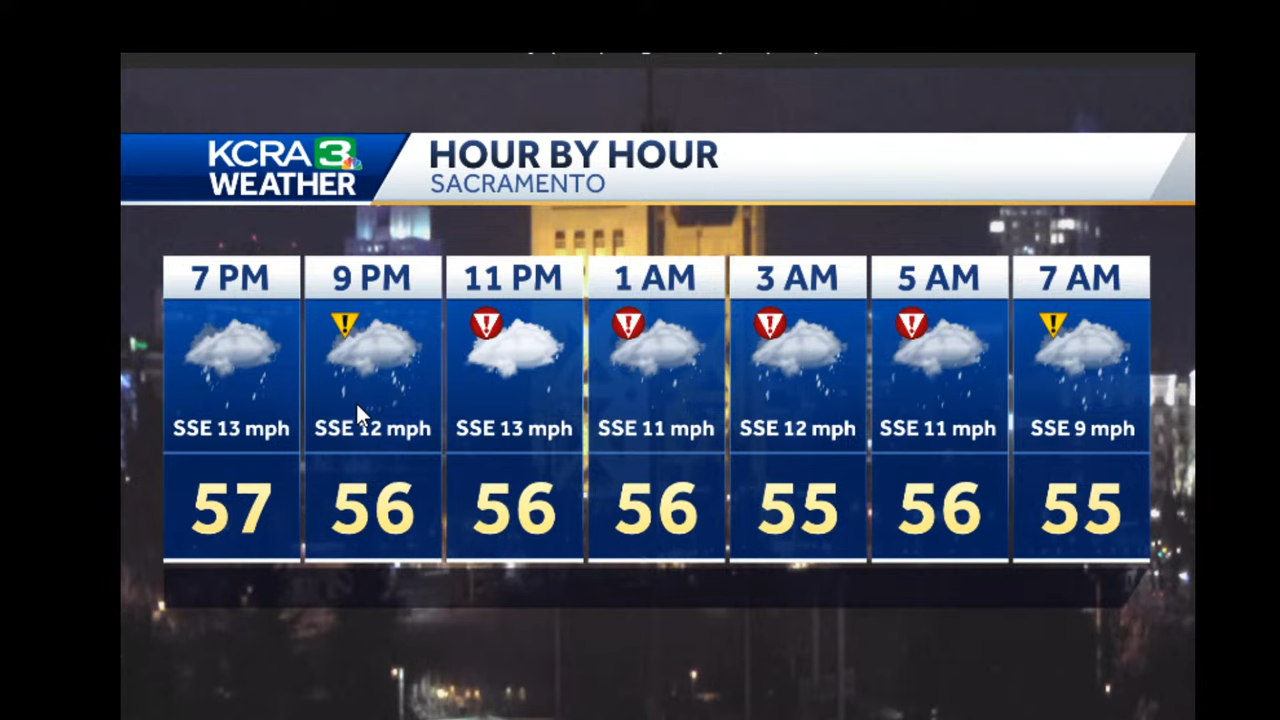 KCRA 3
WEATHER
HOUR BY HOUR
SACRAMENTO
7 PM 9 PM 11 PM 1 AM 3 AM 5 AM 7 AM
! ! ! ! ! !
SSE 13 mph SSE 12 mph SSE 13 mph SSE 11 mph SSE 12 mph SSE 11 mph SSE 9 mph
57 56 56 56 55 56 55